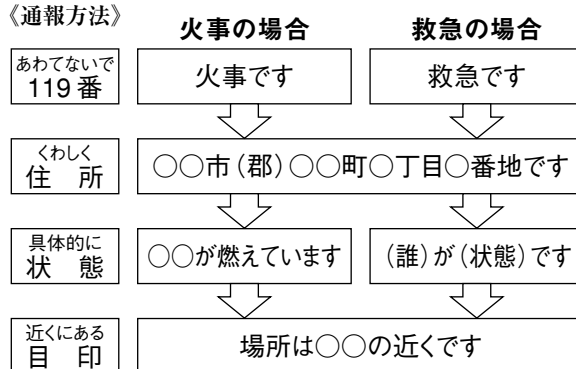 《通報方法》
火事の場合
救急の場合
あわてないで
119番
火事です
救急です
くわしく
住　所
○○市(郡)○○町○丁目○番地です
具体的に
状　態
○○が燃えています
(誰)が(状態)です
近くにある
目　印
場所は○○の近くです